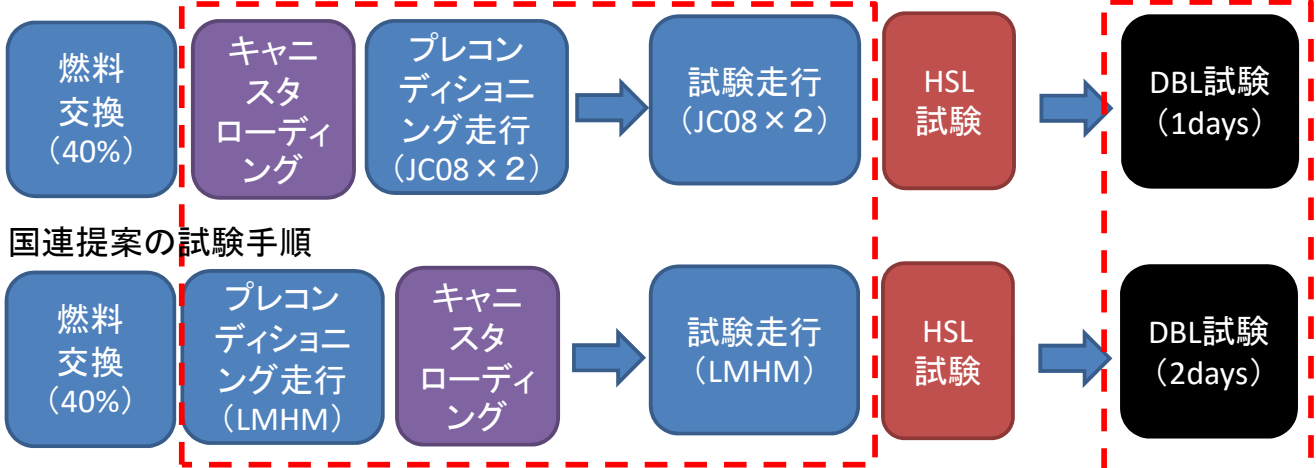 燃料
交換
（40%）
キャニ
スタ
ローディ
ング
プレコン
ディショニ
ング走行
（JC08×２）
試験走行
（JC08×２）
HSL
試験
DBL試験
（1days）
国連提案の試験手順
燃料
交換
（40%）
プレコン
ディショニ
ング走行
（LMHM）
キャニ
スタ
ローディ
ング
試験走行
（LMHM）
HSL
試験
DBL試験
（2days）